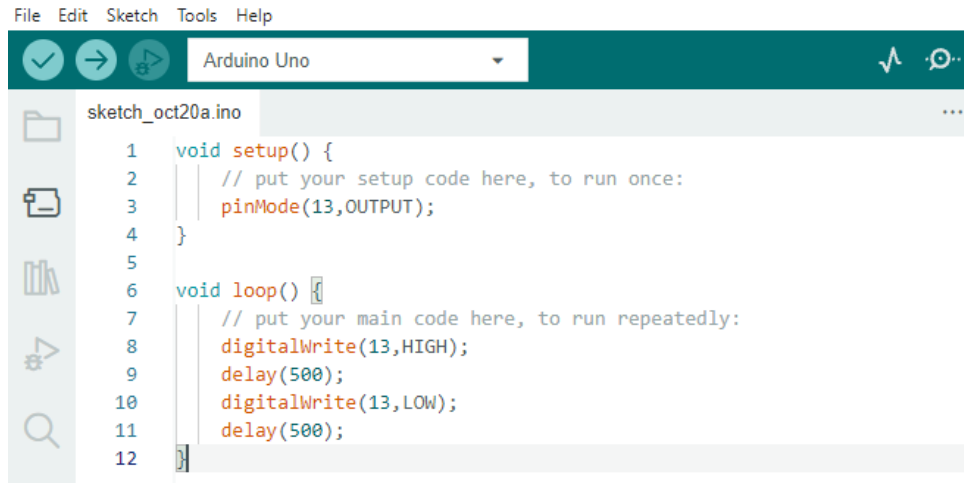 File Edit Sketch Tools Help
Arduino Uno
sketch_oct20a.ino
...
1 void setup() {
2 // put your setup code here, to run once:
3 pinMode(13,OUTPUT);
4 }
5
6 void loop() {
7 // put your main code here, to run repeatedly:
8 digitalWrite(13,HIGH);
9 delay(500);
10 digitalWrite(13,LOW);
11 delay(500);
12 }